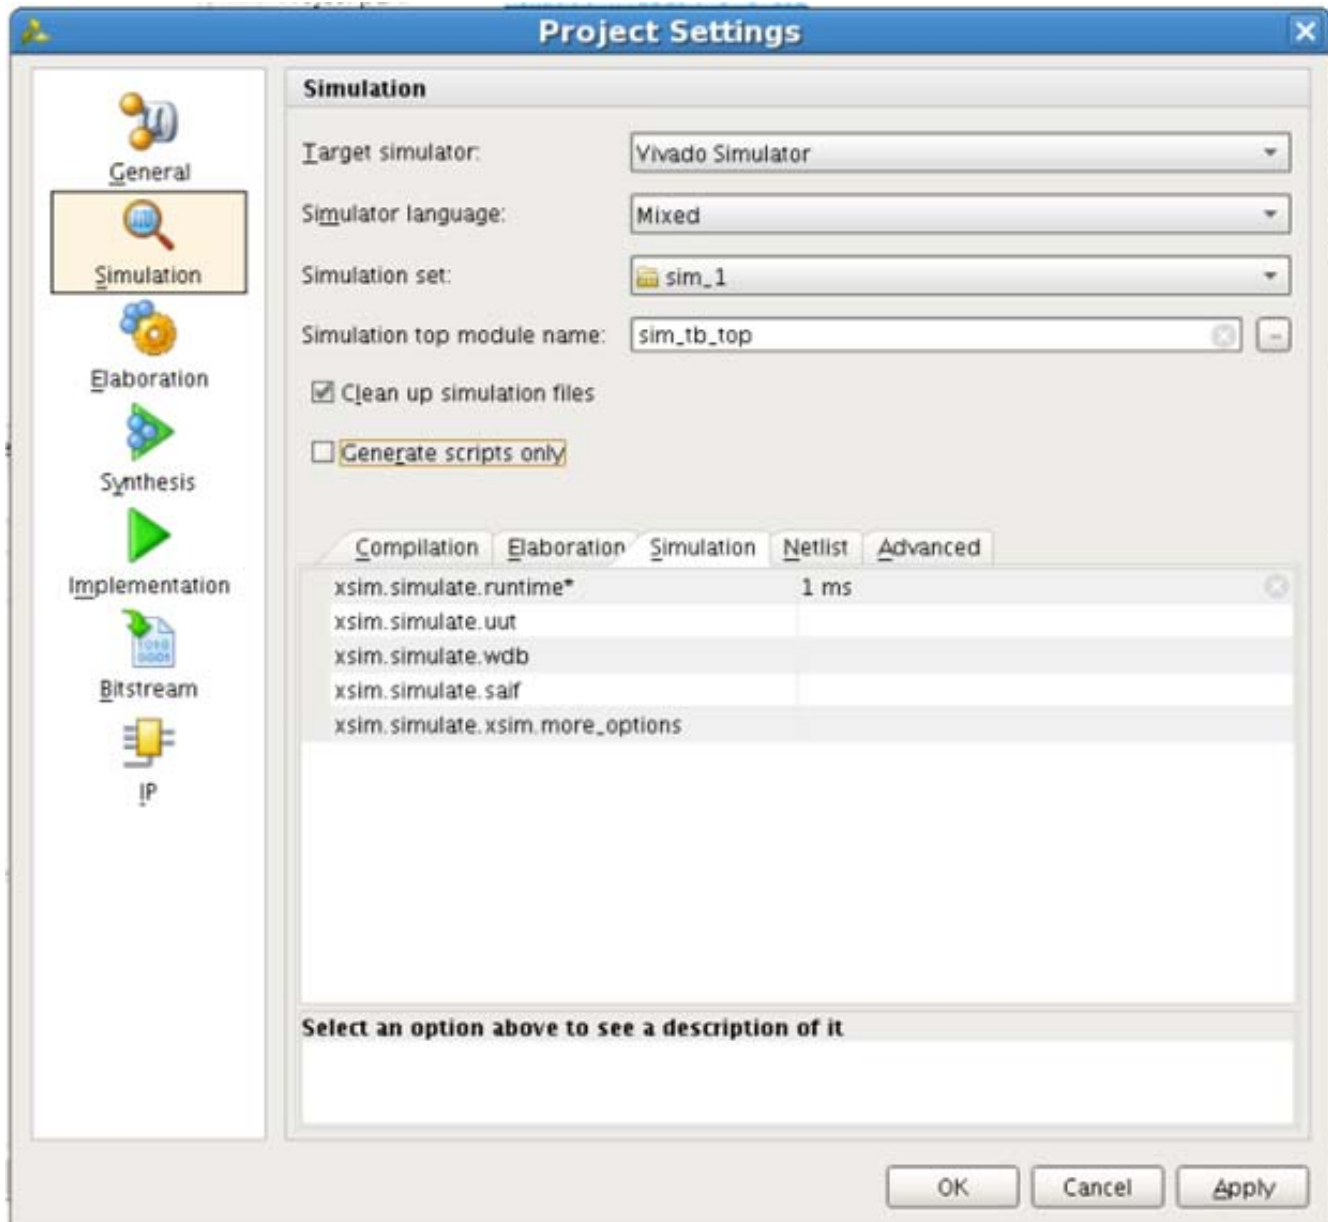 Project Settings
General
Simulation
Elaboration
Synthesis
Implementation
Bitstream
IP
Simulation
Target simulator: Vivado Simulator
Simulator language: Mixed
Simulation set: sim_1
Simulation top module name: sim_tb_top
Clean up simulation files
Generate scripts only
Compilation Elaboration Simulation Netlist Advanced
xsim.simulate.runtime* 1 ms
xsim.simulate.uut
xsim.simulate.wdb
xsim.simulate.saif
xsim.simulate.xsim.more_options
Select an option above to see a description of it
OK Cancel Apply